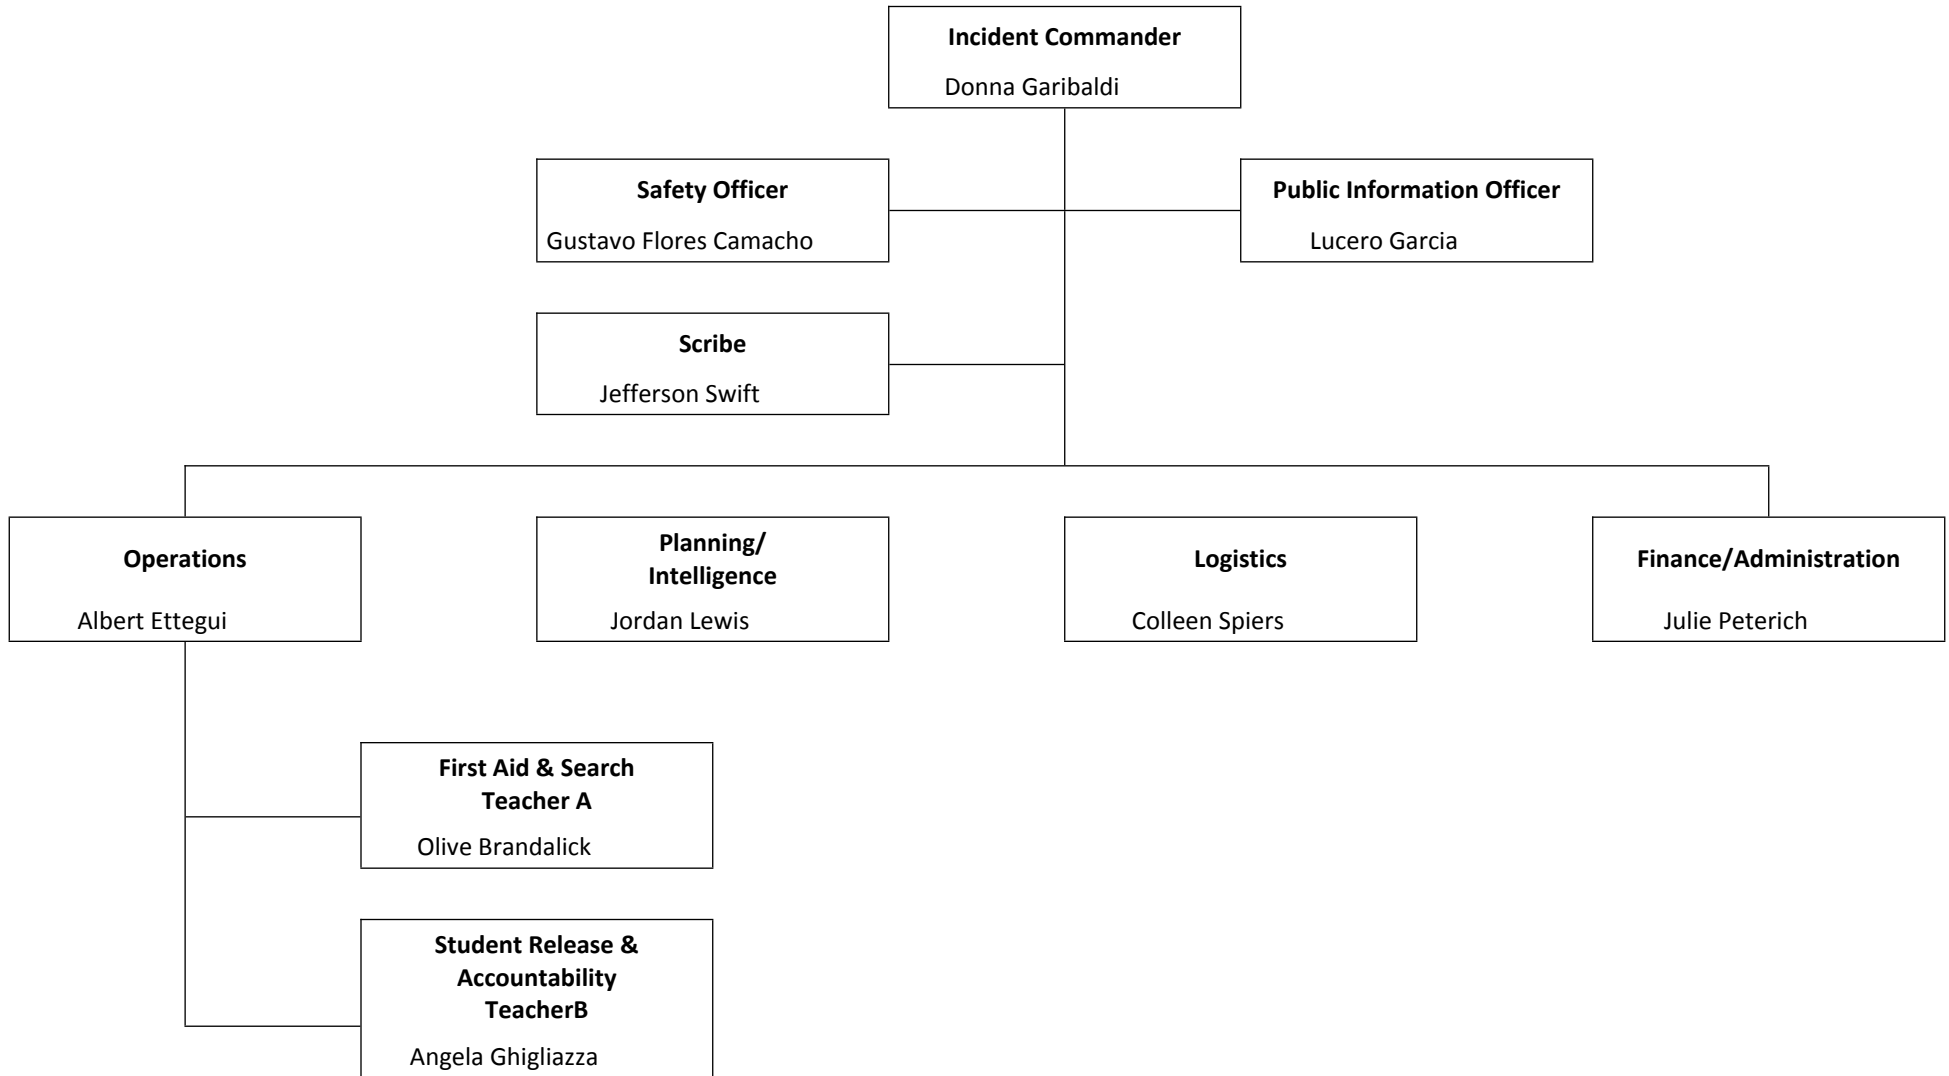 Incident Commander
Donna Garibaldi
Safety Officer
Gustavo Flores Camacho
Public Information Officer
Lucero Garcia
Scribe
Jefferson Swift
Operations
Albert Ettegui
Planning/
Intelligence
Jordan Lewis
Logistics
Colleen Spiers
Finance/Administration
Julie Peterich
First Aid & Search
Teacher A
Olive Brandalick
Student Release &
Accountability
TeacherB
Angela Ghigliazza